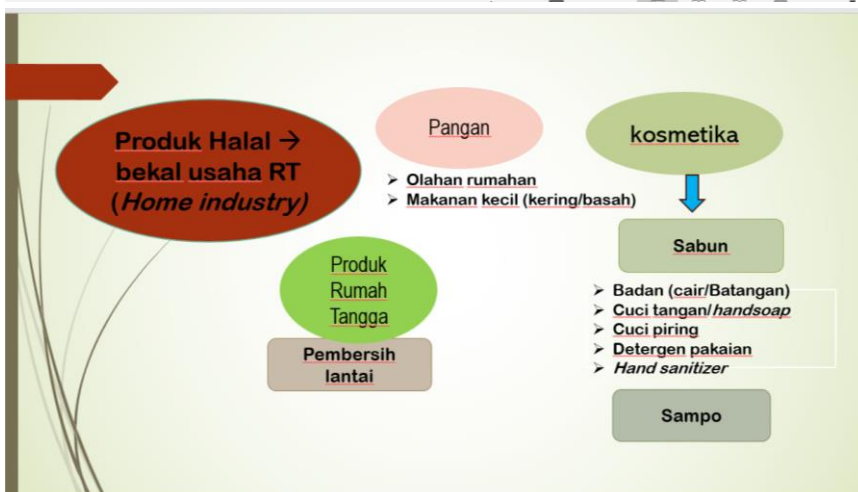 Produk Halal →
bekal usaha RT
(Home industry)
Pangan
➢ Olahan rumahan
➢ Makanan kecil (kering/basah)
kosmetika
Sabun
➢ Badan (cair/Batangan)
➢ Cuci tangan/handsoap
➢ Cuci piring
➢ Detergen pakaian
➢ Hand sanitizer
Sampo
Produk
Rumah
Tangga
Pembersih
lantai